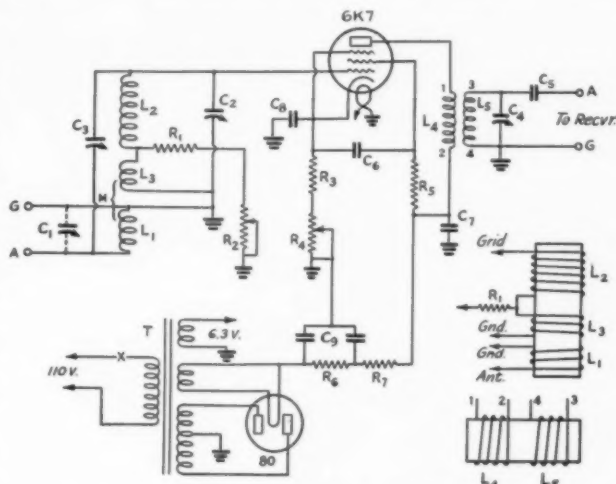 6K7
L2
C2
C8
C3
R1
L3
M
G
C1
L1
A
R2
R3
R4
C6
R5
L4
1
2
3
4
L5
C4
C5
A
To Recvr.
G
C7
T
6.3 V.
X
110 V.
C9
R6
R7
80
Grid
L2
R1
L3
Gnd.
Gnd.
L1
Ant.
1 2 4 3
L5